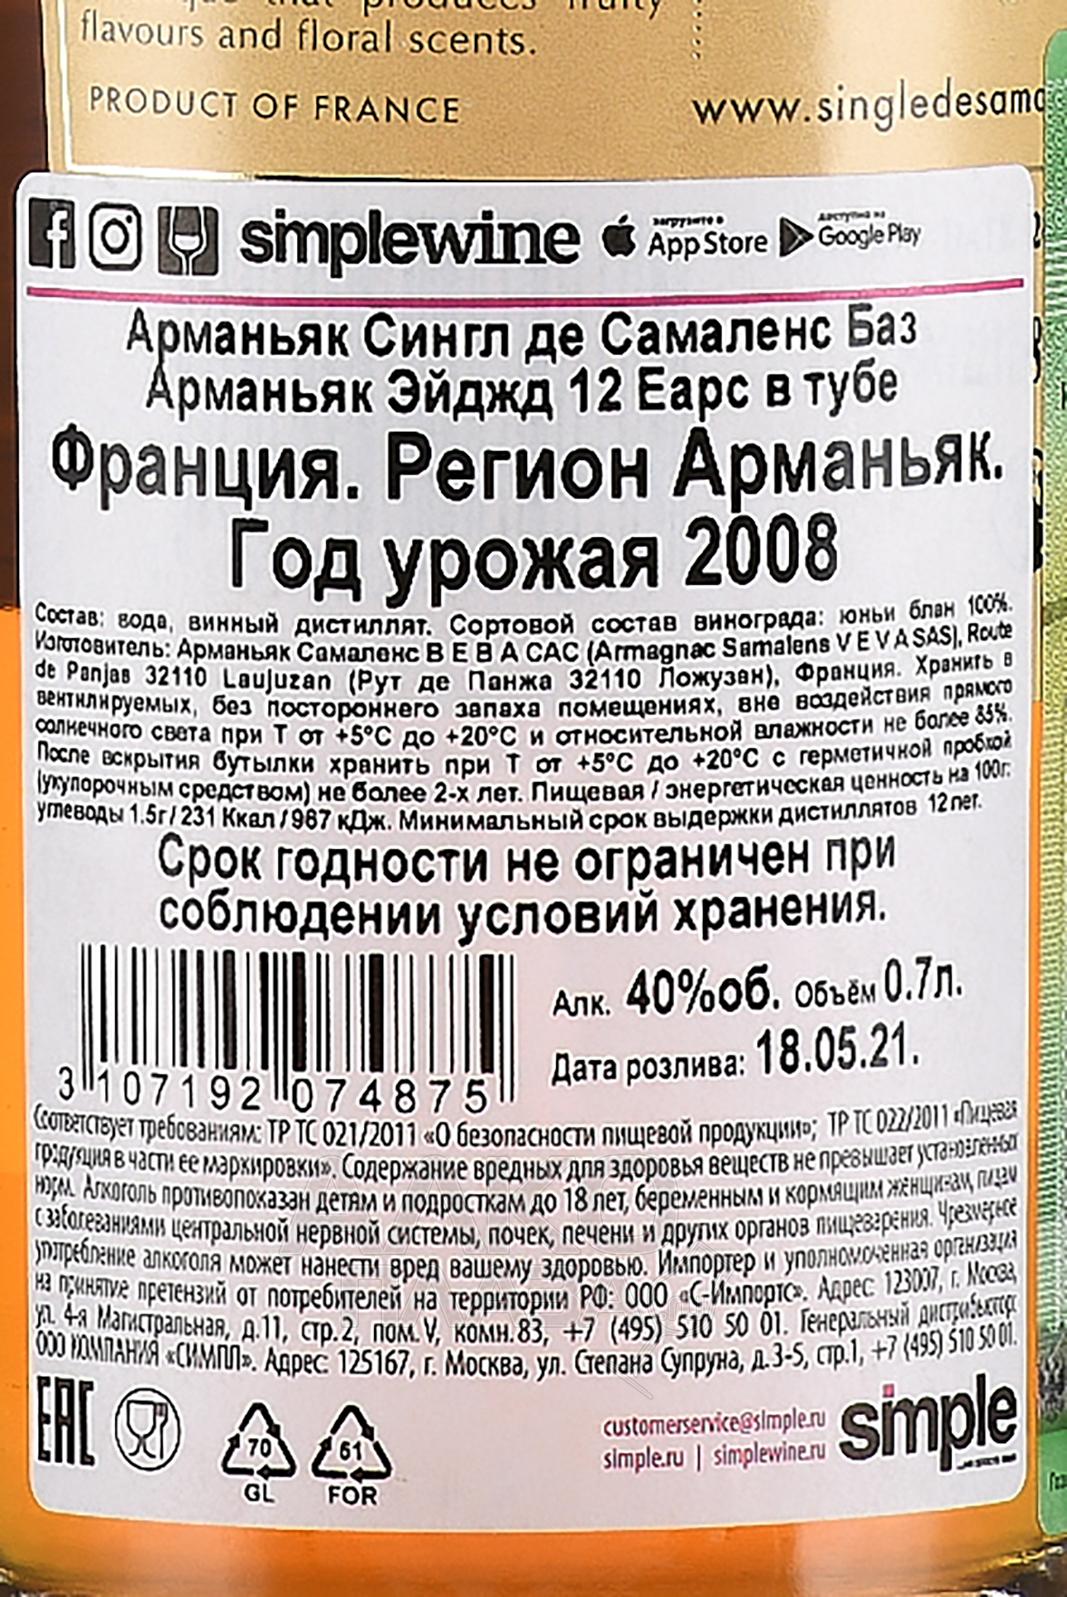 flavours and floral scents.
PRODUCT OF FRANCE
www.singledesama
simplewine
загрузите в
App Store
доступна на
Google Play
Арманьяк Сингл де Самаленс Баз
Арманьяк Эйджд 12 Еарс в тубе
Франция. Регион Арманьяк.
Год урожая 2008
Состав: вода, винный дистиллят. Сортовой состав винограда: юньи блан 100%.
Изготовитель: Арманьяк Самаленс В Е В А САС (Armagnac Samalens V E V A SAS), Route
de Panjas 32110 Laujuzan (Рут де Панжа 32110 Ложузан), Франция. Хранить в
вентилируемых, без постороннего запаха помещениях, вне воздействия прямого
солнечного света при Т от +5°С до +20°С и относительной влажности не более 85%.
После вскрытия бутылки хранить при Т от +5°С до +20°С с герметичной пробкой
(укупорочным средством) не более 2-х лет. Пищевая / энергетическая ценность на 100г:
углеводы 1.5г/ 231 Ккал / 967 кДж. Минимальный срок выдержки дистиллятов 12 лет.
Срок годности не ограничен при
соблюдении условий хранения.
Алк. 40%об. Объём 0.7л.
Дата розлива: 18.05.21.
3 107192 074875
Соответствует требованиям: ТР ТС 021/2011 «О безопасности пищевой продукции»; ТР ТС 022/2011 «Пищевая
продукция в части ее маркировки». Содержание вредных для здоровья веществ не превышает установленных
норм. Алкоголь противопоказан детям и подросткам до 18 лет, беременным и кормящим женщинам, лицам
с заболеваниями центральной нервной системы, почек, печени и других органов пищеварения. Чрезмерное
употребление алкоголя может нанести вред вашему здоровью. Импортер и уполномоченная организация
на принятие претензий от потребителей на территории РФ: ООО «С-Импортс». Адрес: 123007, г. Москва,
ул. 4-я Магистральная, д.11, стр.2, пом.V, комн.83, +7 (495) 510 50 01. Генеральный дистрибьютор:
ООО КОМПАНИЯ «СИМПЛ». Адрес: 125167, г. Москва, ул. Степана Супруна, д.3-5, стр.1, +7 (495) 510 50 01.
EAC
70
GL
61
FOR
customerservice@simple.ru
simple.ru | simplewine.ru
simple